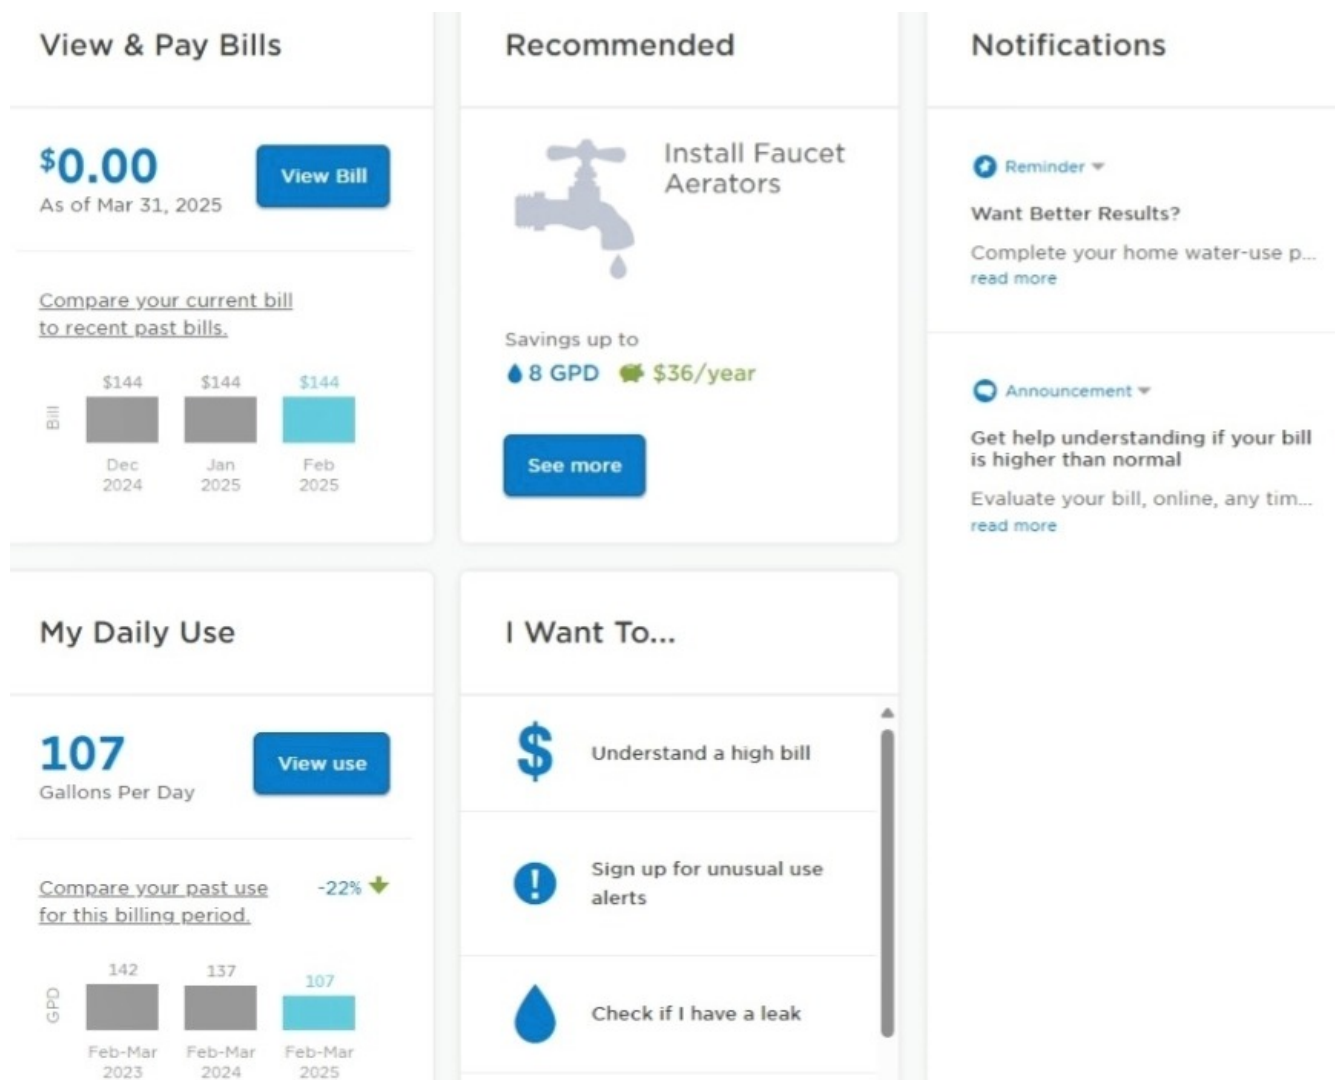 View & Pay Bills
$0.00
As of Mar 31, 2025
View Bill
Compare your current bill
to recent past bills.
$144 $144 $144
Bill
Dec Jan Feb
2024 2025 2025
Recommended
Install Faucet
Aerators
Savings up to
8 GPD $36/year
See more
Notifications
Reminder
Want Better Results?
Complete your home water-use p...
read more
Announcement
Get help understanding if your bill
is higher than normal
Evaluate your bill, online, any tim...
read more
My Daily Use
107
Gallons Per Day
View use
Compare your past use
for this billing period.
-22%
142 137 107
GPD
Feb-Mar Feb-Mar Feb-Mar
2023 2024 2025
I Want To...
$
Understand a high bill
!
Sign up for unusual use
alerts
Check if I have a leak